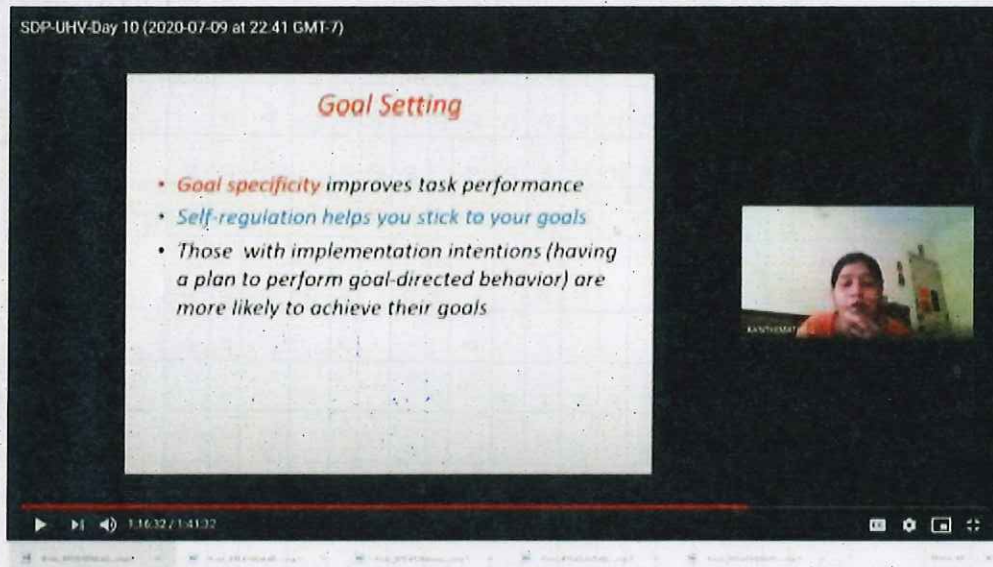 SDP-UHV-Day 10 (2020-07-09 at 22:41 GMT-7)
Goal Setting
• Goal specificity improves task performance
• Self-regulation helps you stick to your goals
• Those with implementation intentions (having
a plan to perform goal-directed behavior) are
more likely to achieve their goals
1:16:32 / 1:41:32